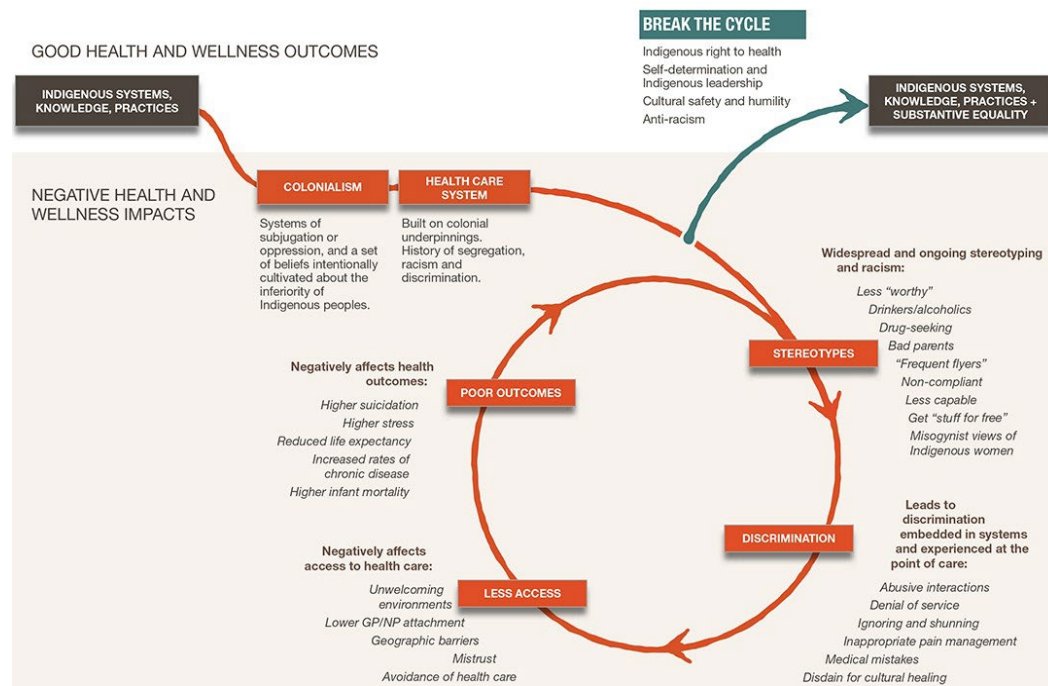 GOOD HEALTH AND WELLNESS OUTCOMES
INDIGENOUS SYSTEMS,
KNOWLEDGE, PRACTICES
BREAK THE CYCLE
Indigenous right to health
Self-determination and
Indigenous leadership
Cultural safety and humility
Anti-racism
INDIGENOUS SYSTEMS,
KNOWLEDGE, PRACTICES +
SUBSTANTIVE EQUALITY
NEGATIVE HEALTH AND
WELLNESS IMPACTS
COLONIALISM
Systems of
subjugation or
oppression, and a set
of beliefs intentionally
cultivated about the
inferiority of
Indigenous peoples.
HEALTH CARE
SYSTEM
Built on colonial
underpinnings.
History of segregation,
racism and
discrimination.
STEREOTYPES
Widespread and ongoing stereotyping
and racism:
Less “worthy”
Drinkers/alcoholics
Drug-seeking
Bad parents
“Frequent flyers”
Non-compliant
Less capable
Get “stuff for free”
Misogynist views of
Indigenous women
DISCRIMINATION
Leads to
discrimination
embedded in systems
and experienced at the
point of care:
Abusive interactions
Denial of service
Ignoring and shunning
Inappropriate pain management
Medical mistakes
Disdain for cultural healing
LESS ACCESS
Negatively affects
access to health care:
Unwelcoming
environments
Lower GP/NP attachment
Geographic barriers
Mistrust
Avoidance of health care
POOR OUTCOMES
Negatively affects health
outcomes:
Higher suicidation
Higher stress
Reduced life expectancy
Increased rates of
chronic disease
Higher infant mortality